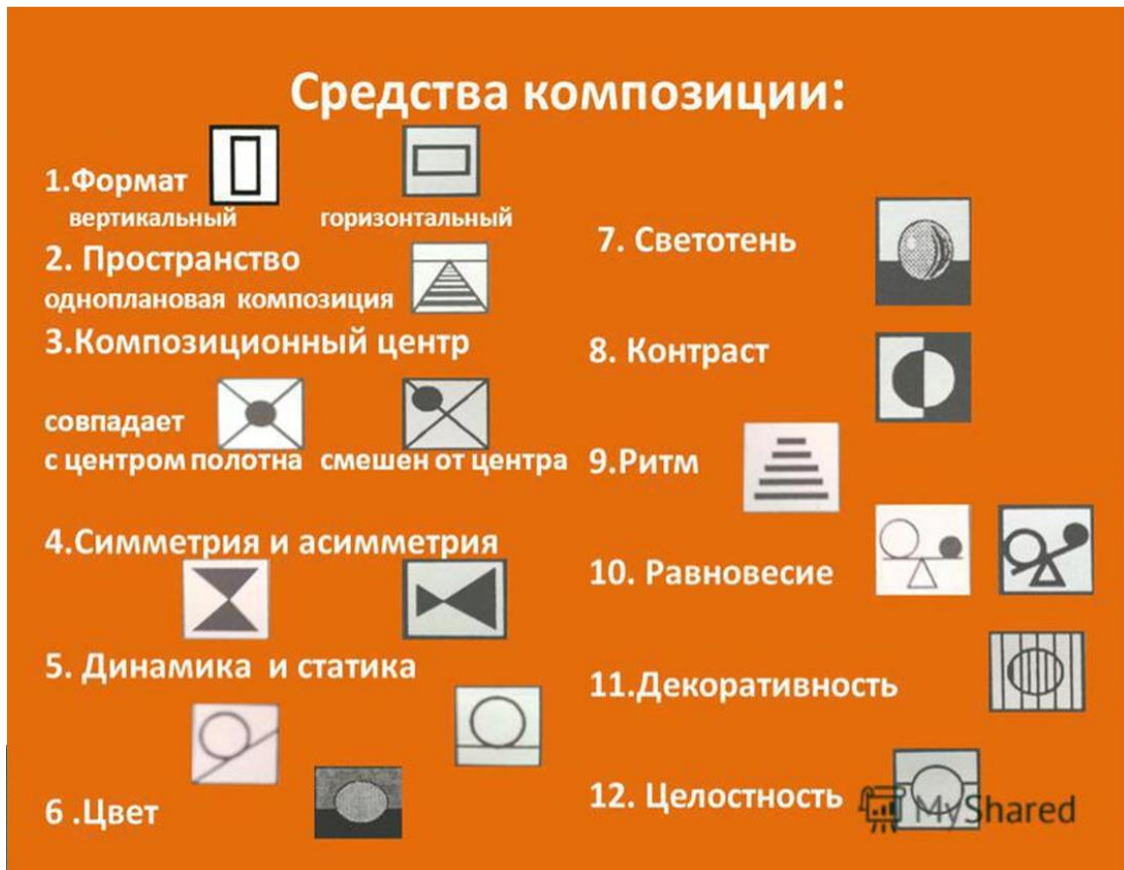 Средства композиции:
1.Формат
вертикальный горизонтальный
2. Пространство
одноплановая композиция
3.Композиционный центр
совпадает
с центром полотна смешен от центра
4.Симметрия и асимметрия
5. Динамика и статика
6 .Цвет
7. Светотень
8. Контраст
9.Ритм
10. Равновесие
11.Декоративность
12. Целостность
MyShared